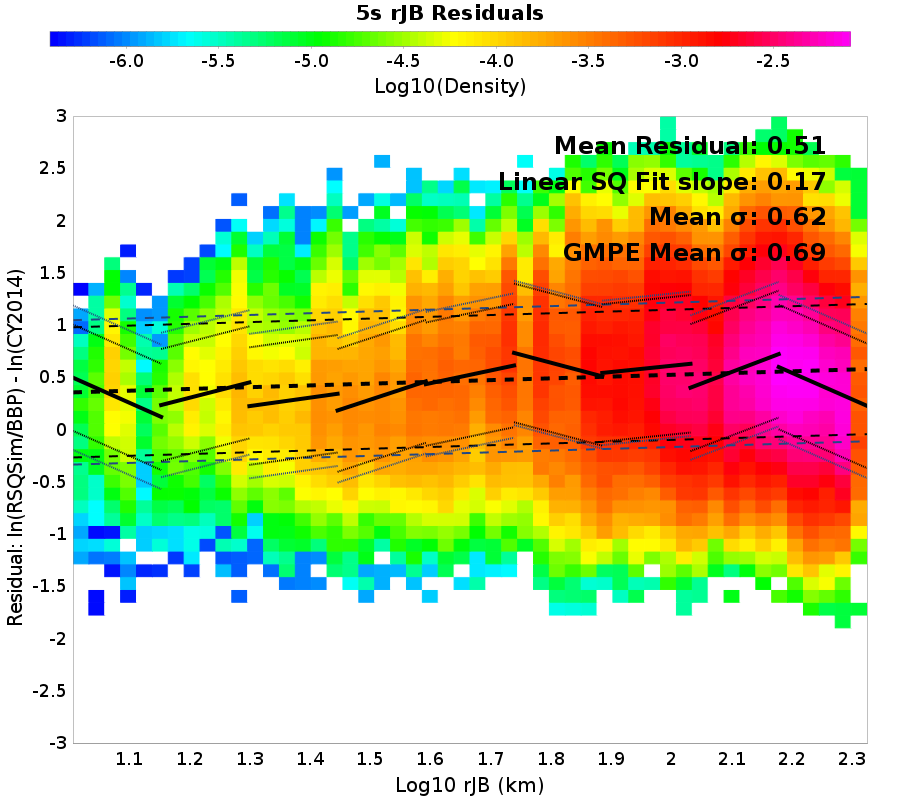 5s rJB Residuals
-6.0 -5.5 -5.0 -4.5 -4.0 -3.5 -3.0 -2.5
Log10(Density)
Mean Residual: 0.51
Linear SQ Fit slope: 0.17
Mean σ: 0.62
GMPE Mean σ: 0.69
Residual: ln(RSQSim/BBP) - ln(CY2014)
3
2.5
2
1.5
1
0.5
0
-0.5
-1
-1.5
-2
-2.5
-3
1.1 1.2 1.3 1.4 1.5 1.6 1.7 1.8 1.9 2 2.1 2.2 2.3
Log10 rJB (km)